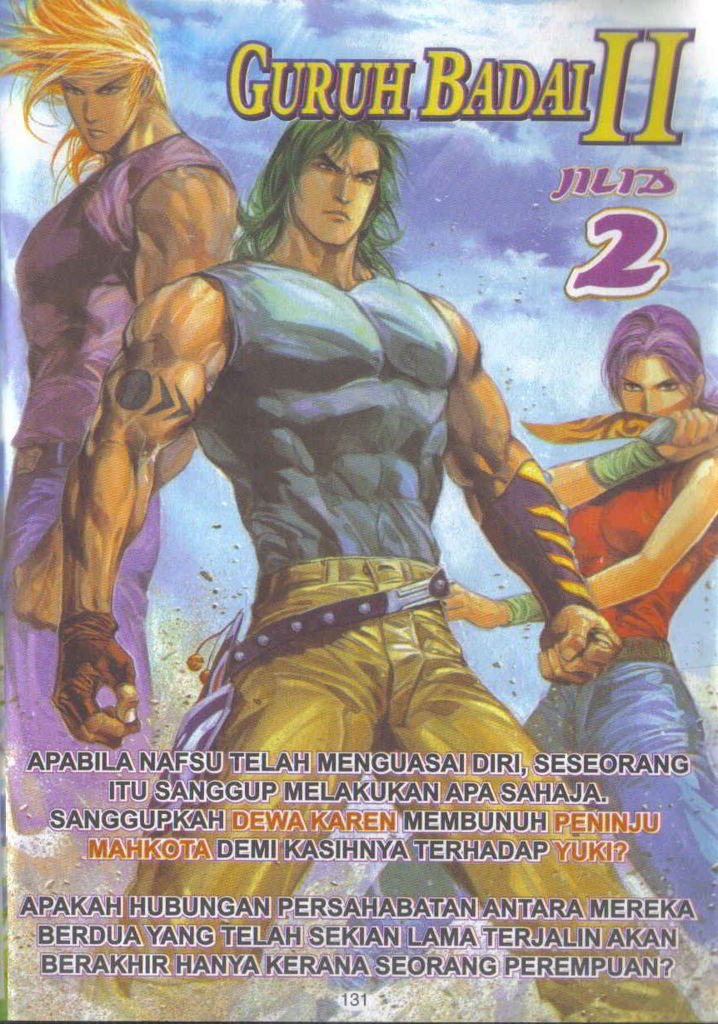 GURUH BADAI II
JILID
2
APABILA NAFSU TELAH MENGUASAI DIRI, SESEORANG
ITU SANGGUP MELAKUKAN APA SAHAJA.
SANGGUPKAH DEWA KAREN MEMBUNUH PENINJU
MAHKOTA DEMI KASIHNYA TERHADAP YUKI?
APAKAH HUBUNGAN PERSAHABATAN ANTARA MEREKA
BERDUA YANG TELAH SEKIAN LAMA TERJALIN AKAN
BERAKHIR HANYA KERANA SEORANG PEREMPUAN?
131